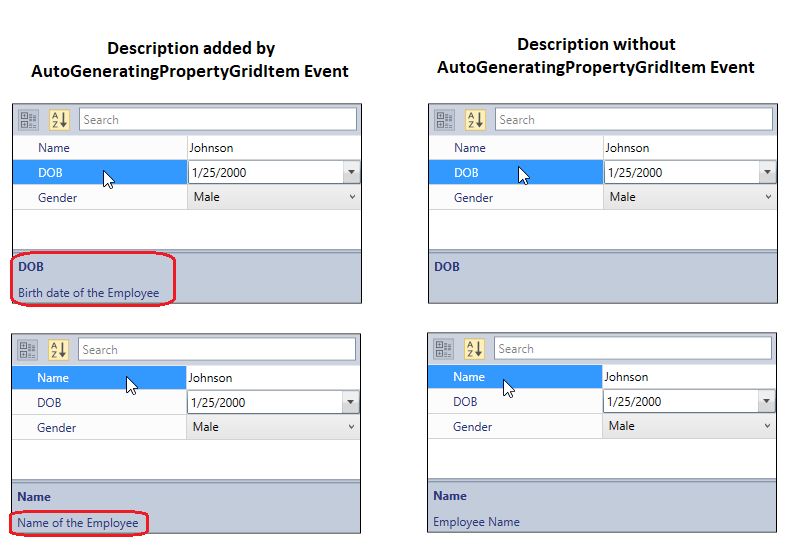 Description added by
AutoGeneratingPropertyGridItem Event
Description without
AutoGeneratingPropertyGridItem Event
A
Z
Search
Name Johnson
DOB 1/25/2000
Gender Male
DOB
Birth date of the Employee
A
Z
Search
Name Johnson
DOB 1/25/2000
Gender Male
DOB
A
Z
Search
Name Johnson
DOB 1/25/2000
Gender Male
Name
Name of the Employee
A
Z
Search
Name Johnson
DOB 1/25/2000
Gender Male
Name
Employee Name